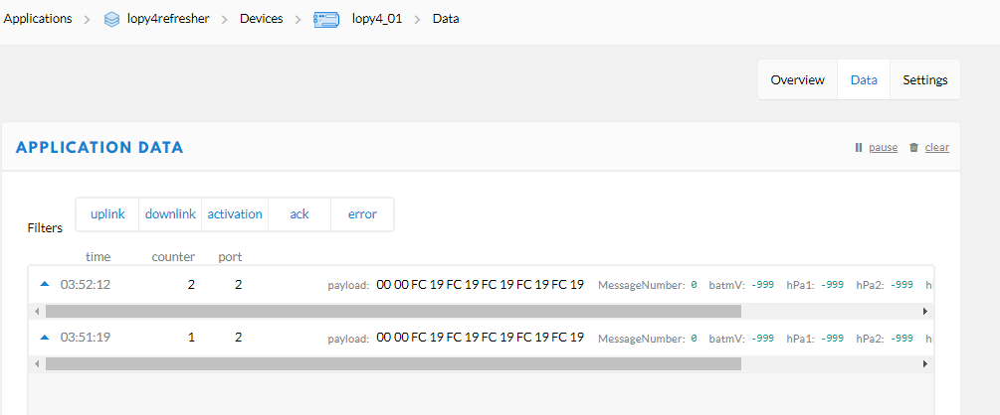 Applications > lopy4refresher > Devices > lopy4_01 > Data
Overview Data Settings
APPLICATION DATA pause clear
Filters uplink downlink activation ack error
time counter port
03:52:12 2 2 payload: 00 00 FC 19 FC 19 FC 19 FC 19 FC 19 MessageNumber: 0 batmV: -999 hPa1: -999 hPa2: -999
03:51:19 1 2 payload: 00 00 FC 19 FC 19 FC 19 FC 19 FC 19 MessageNumber: 0 batmV: -999 hPa1: -999 hPa2: -999